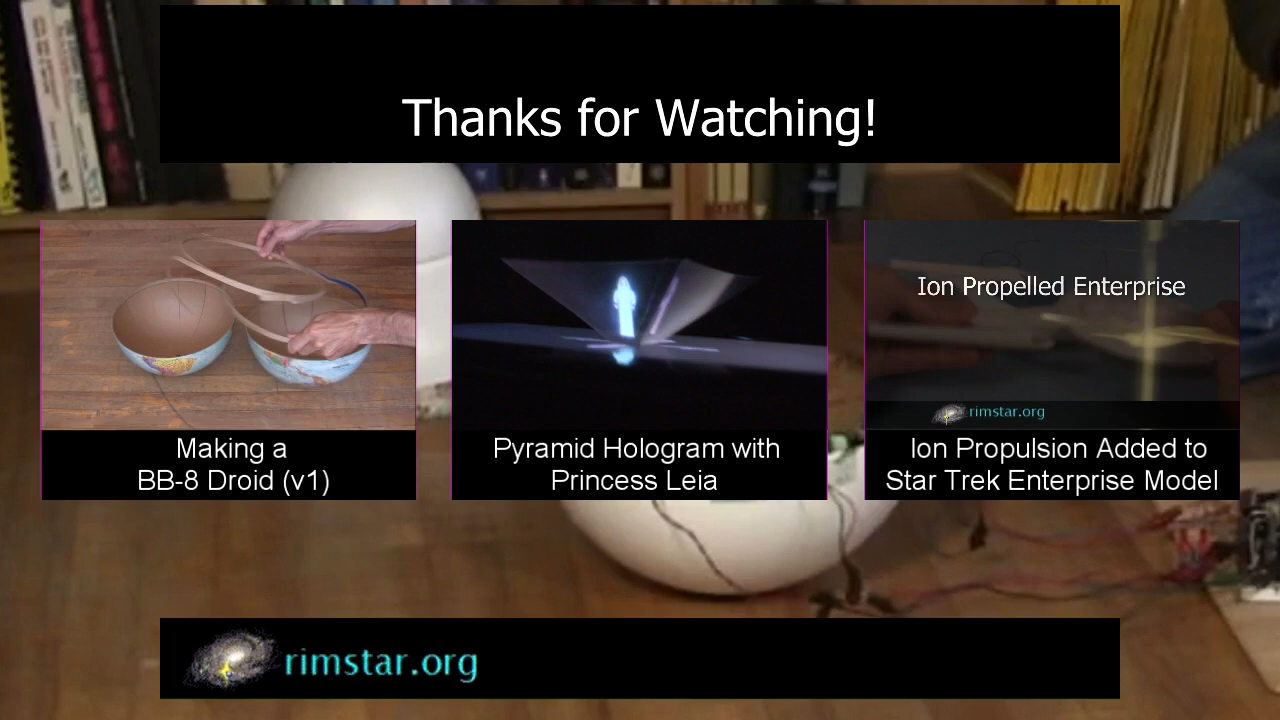 Thanks for Watching!
Ion Propelled Enterprise
rimstar.org
Making a
BB-8 Droid (v1)
Pyramid Hologram with
Princess Leia
Ion Propulsion Added to
Star Trek Enterprise Model
rimstar.org